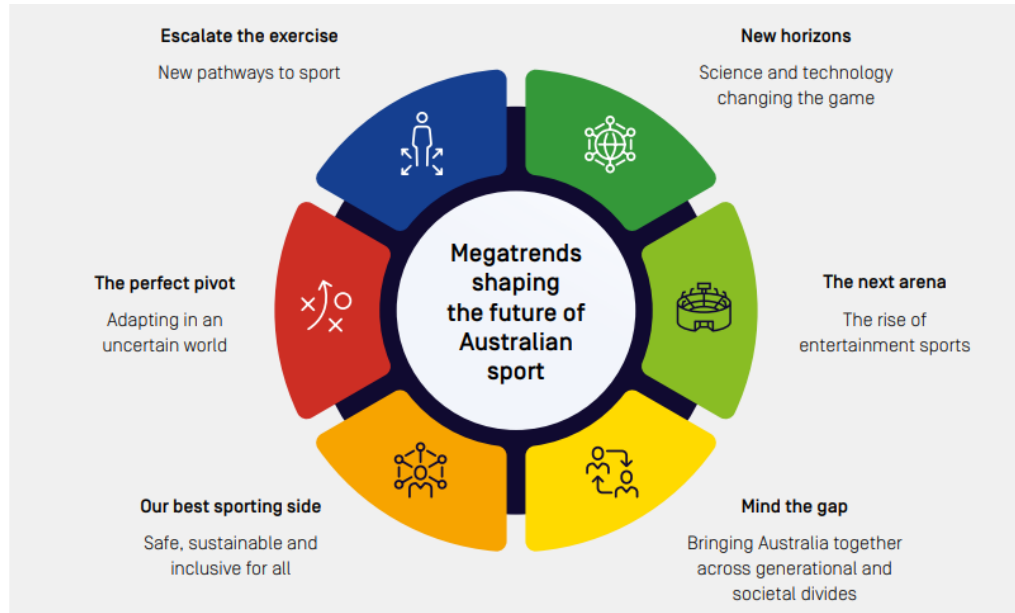 Escalate the exercise
New pathways to sport
New horizons
Science and technology
changing the game
The perfect pivot
Adapting in an
uncertain world
Megatrends
shaping
the future of
Australian
sport
The next arena
The rise of
entertainment sports
Our best sporting side
Safe, sustainable and
inclusive for all
Mind the gap
Bringing Australia together
across generational and
societal divides